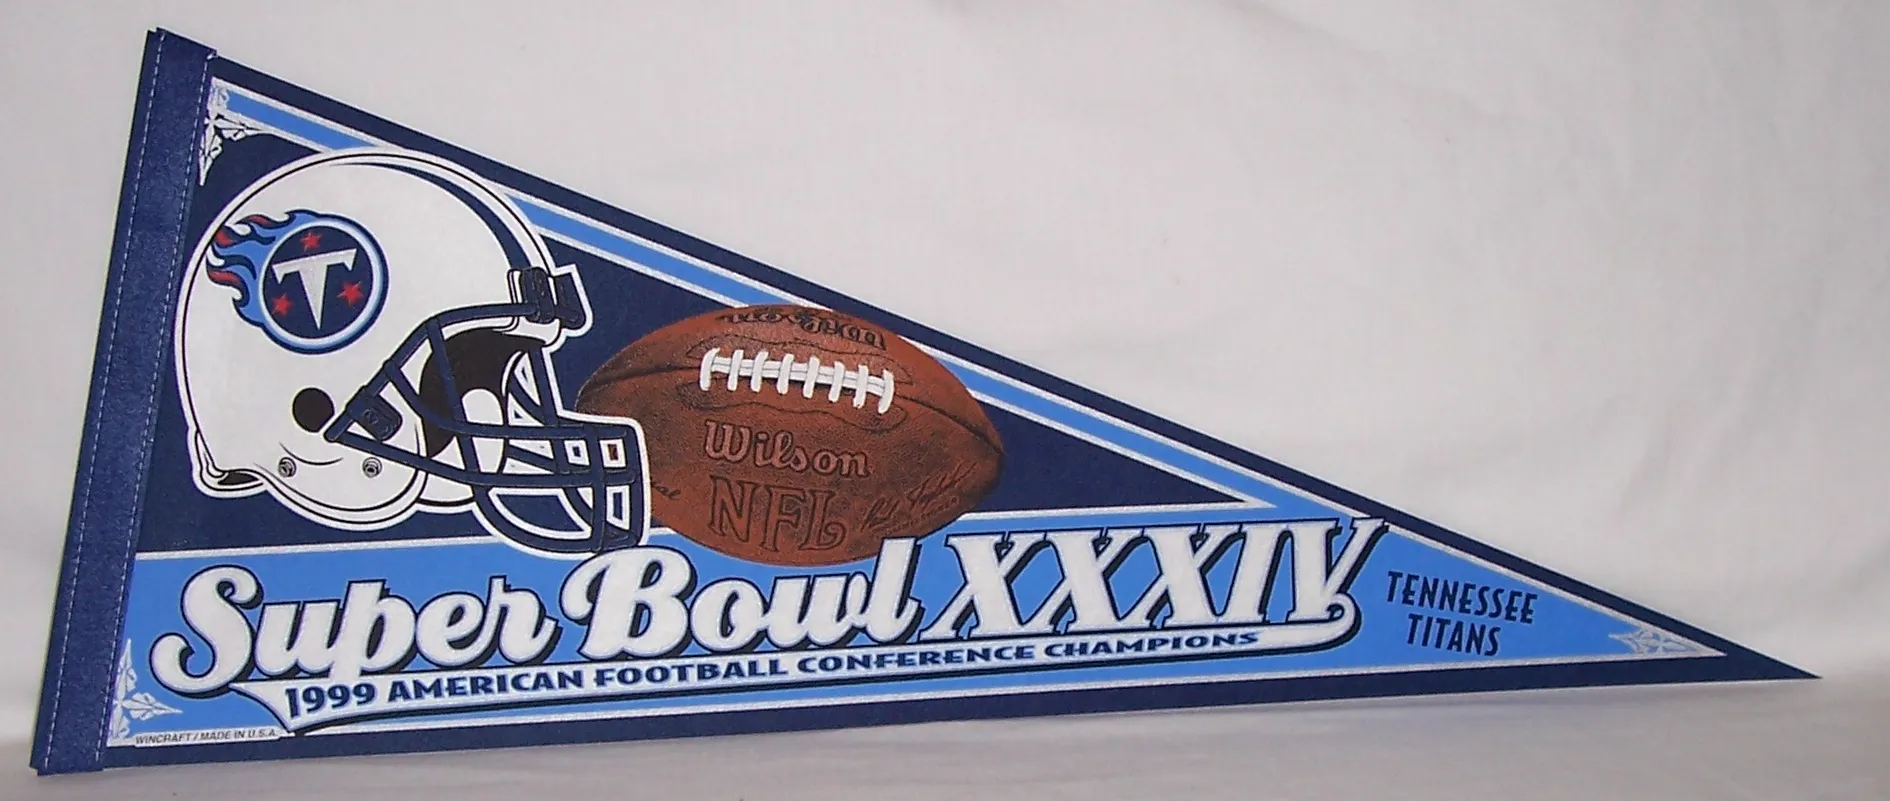 T
Wilson
NFL
Super Bowl XXXIV
1999 AMERICAN FOOTBALL CONFERENCE CHAMPIONS
TENNESSEE
TITANS
WINCRAFT / MADE IN U.S.A.